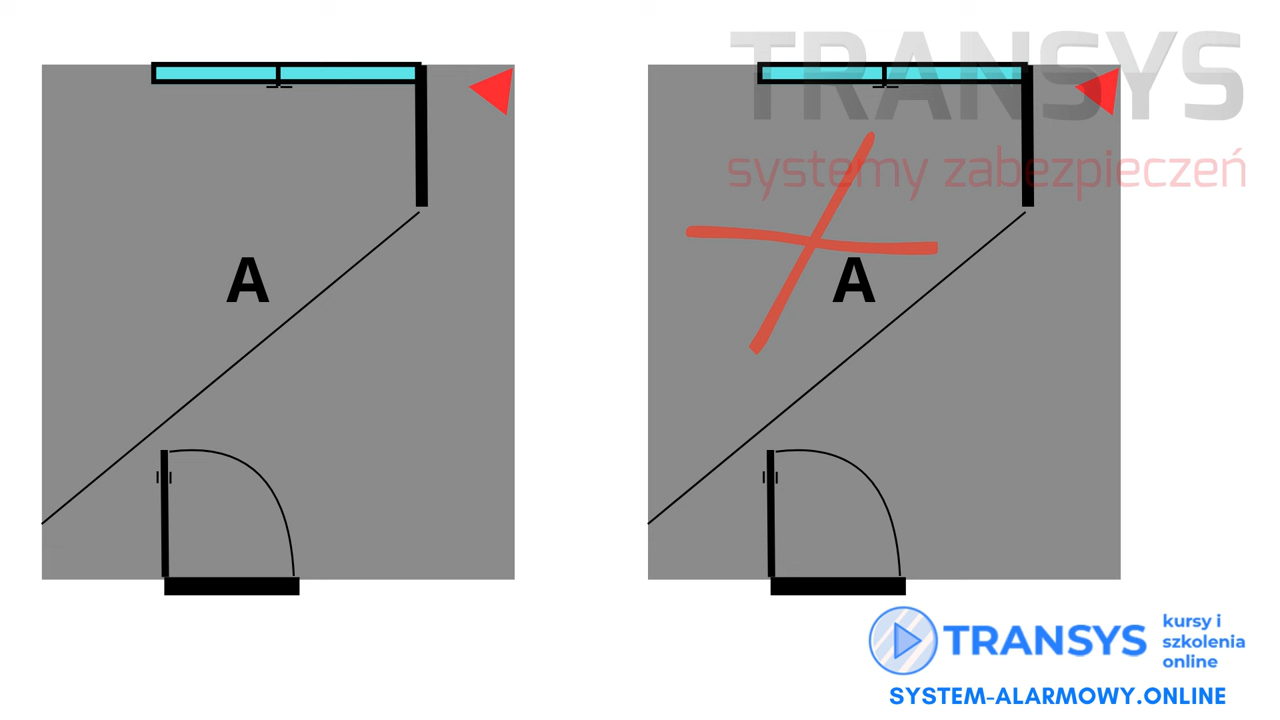 TRANSYS
systemy zabezpieczeń
A
A
TRANSYS
kursy i
szkolenia
online
SYSTEM-ALARMOWY.ONLINE